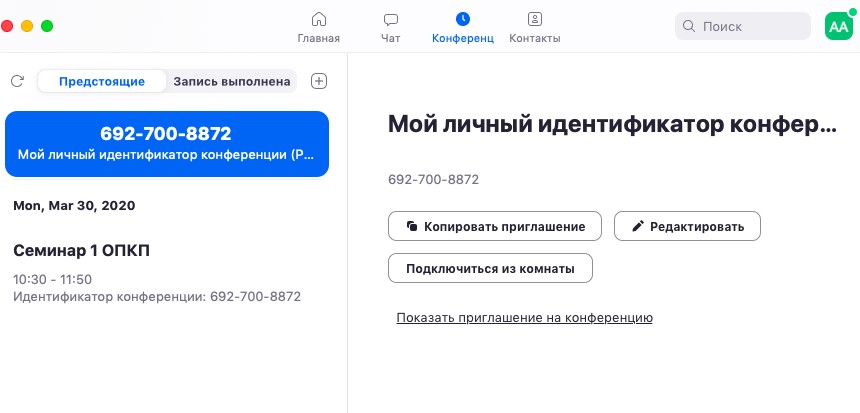 Главная
Чат
Конференц
Контакты
Поиск
AA
Предстоящие
Запись выполнена
692-700-8872
Мой личный идентификатор конференции (P...
Mon, Mar 30, 2020
Семинар 1 ОПКП
10:30 - 11:50
Идентификатор конференции: 692-700-8872
Мой личный идентификатор конфер...
692-700-8872
Копировать приглашение
Редактировать
Подключиться из комнаты
Показать приглашение на конференцию